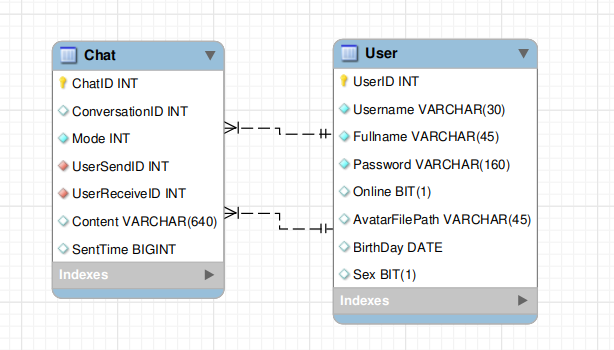 Chat
ChatID INT
ConversationID INT
Mode INT
UserSendID INT
UserReceiveID INT
Content VARCHAR(640)
SentTime BIGINT
Indexes
User
UserID INT
Username VARCHAR(30)
Fullname VARCHAR(45)
Password VARCHAR(160)
Online BIT(1)
AvatarFilePath VARCHAR(45)
BirthDay DATE
Sex BIT(1)
Indexes